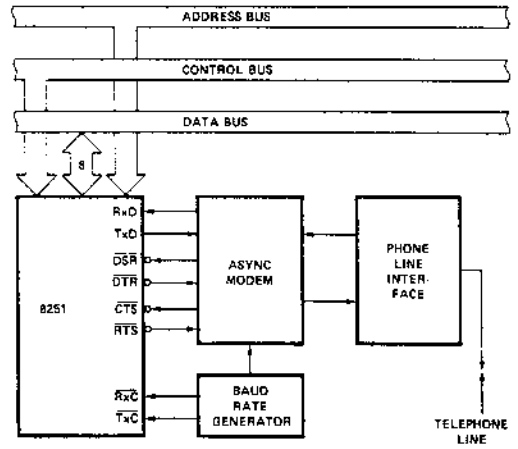 ADDRESS BUS
CONTROL BUS
DATA BUS
8
8251
RxD
TxD
DSR
DTR
CTS
RTS
RxC
TxC
ASYNC
MODEM
BAUD
RATE
GENERATOR
PHONE
LINE
INTER-
FACE
TELEPHONE
LINE